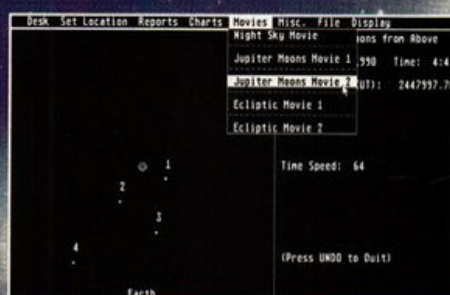 Desk Set Location Reports Charts Movies Misc. File Display
Night Sky Movie
Jupiter Moons Movie 1
Jupiter Moons Movie 2
Ecliptic Movie 1
Ecliptic Movie 2
oons from Above
990 Time: 4:4
(UT): 2447997.7
1
2
3
4
Time Speed: 64
(Press UNDO to Quit)
Earth